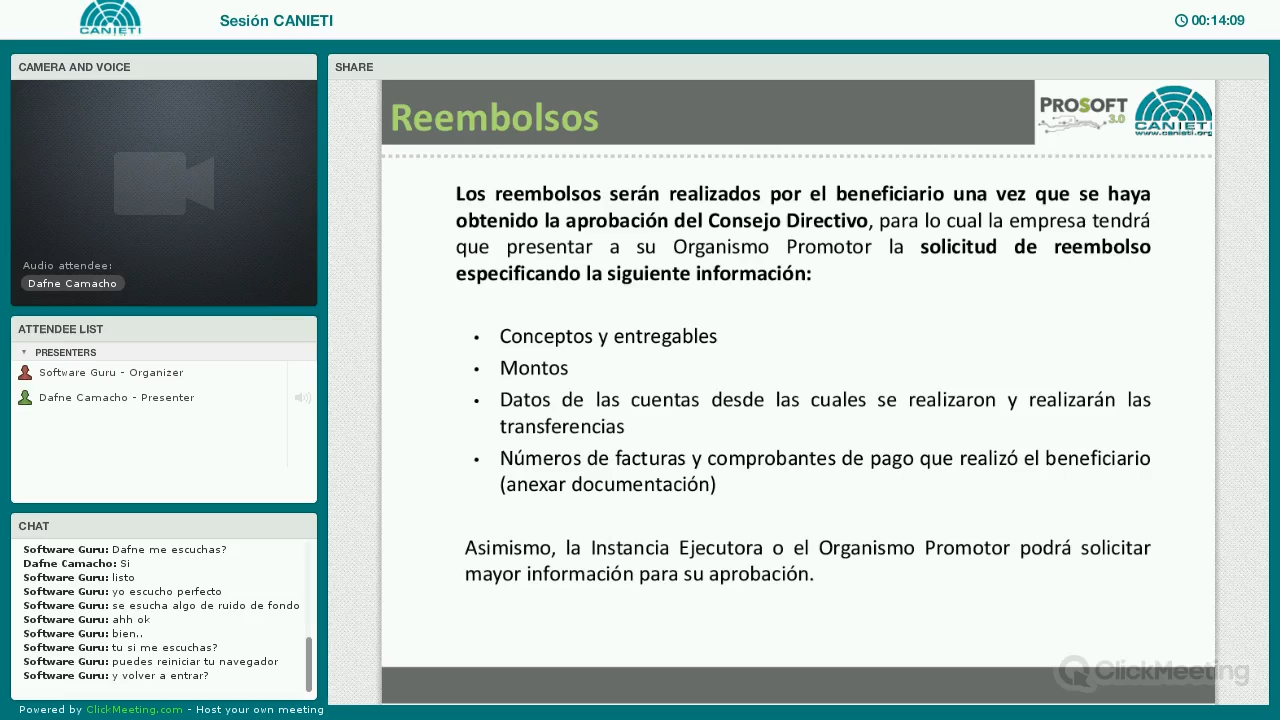 CANIETI
Sesión CANIETI
00:14:09
CAMERA AND VOICE
Audio attendee:
Dafne Camacho
ATTENDEE LIST
PRESENTERS
Software Guru - Organizer
Dafne Camacho - Presenter
CHAT
Software Guru: Dafne me escuchas?
Dafne Camacho: Si
Software Guru: listo
Software Guru: yo escucho perfecto
Software Guru: se escucha algo de ruido de fondo
Software Guru: ahh ok
Software Guru: bien..
Software Guru: tu si me escuchas?
Software Guru: puedes reiniciar tu navegador
Software Guru: y volver a entrar?
Powered by ClickMeeting.com - Host your own meeting
SHARE
Reembolsos
PROSOFT
3.0
CANIETI
www.canieti.org
Los reembolsos serán realizados por el beneficiario una vez que se haya
obtenido la aprobación del Consejo Directivo, para lo cual la empresa tendrá
que presentar a su Organismo Promotor la solicitud de reembolso
especificando la siguiente información:
• Conceptos y entregables
• Montos
• Datos de las cuentas desde las cuales se realizaron y realizarán las
transferencias
• Números de facturas y comprobantes de pago que realizó el beneficiario
(anexar documentación)
Asimismo, la Instancia Ejecutora o el Organismo Promotor podrá solicitar
mayor información para su aprobación.
ClickMeeting